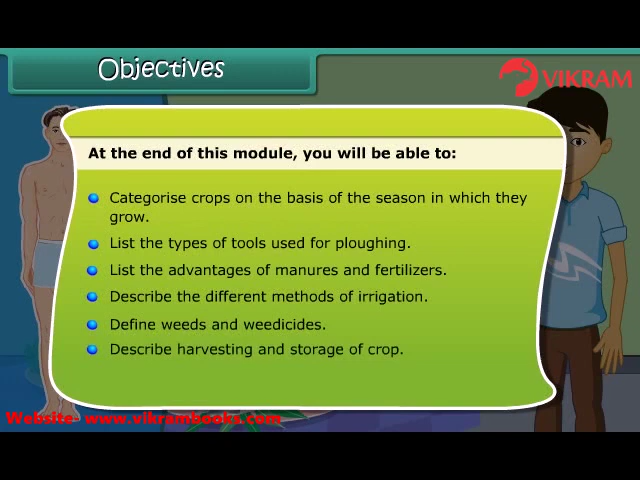 Objectives
VIKRAM
At the end of this module, you will be able to:
Categorise crops on the basis of the season in which they
grow.
List the types of tools used for ploughing.
List the advantages of manures and fertilizers.
Describe the different methods of irrigation.
Define weeds and weedicides.
Describe harvesting and storage of crop.
Website- www.vikrambooks.com